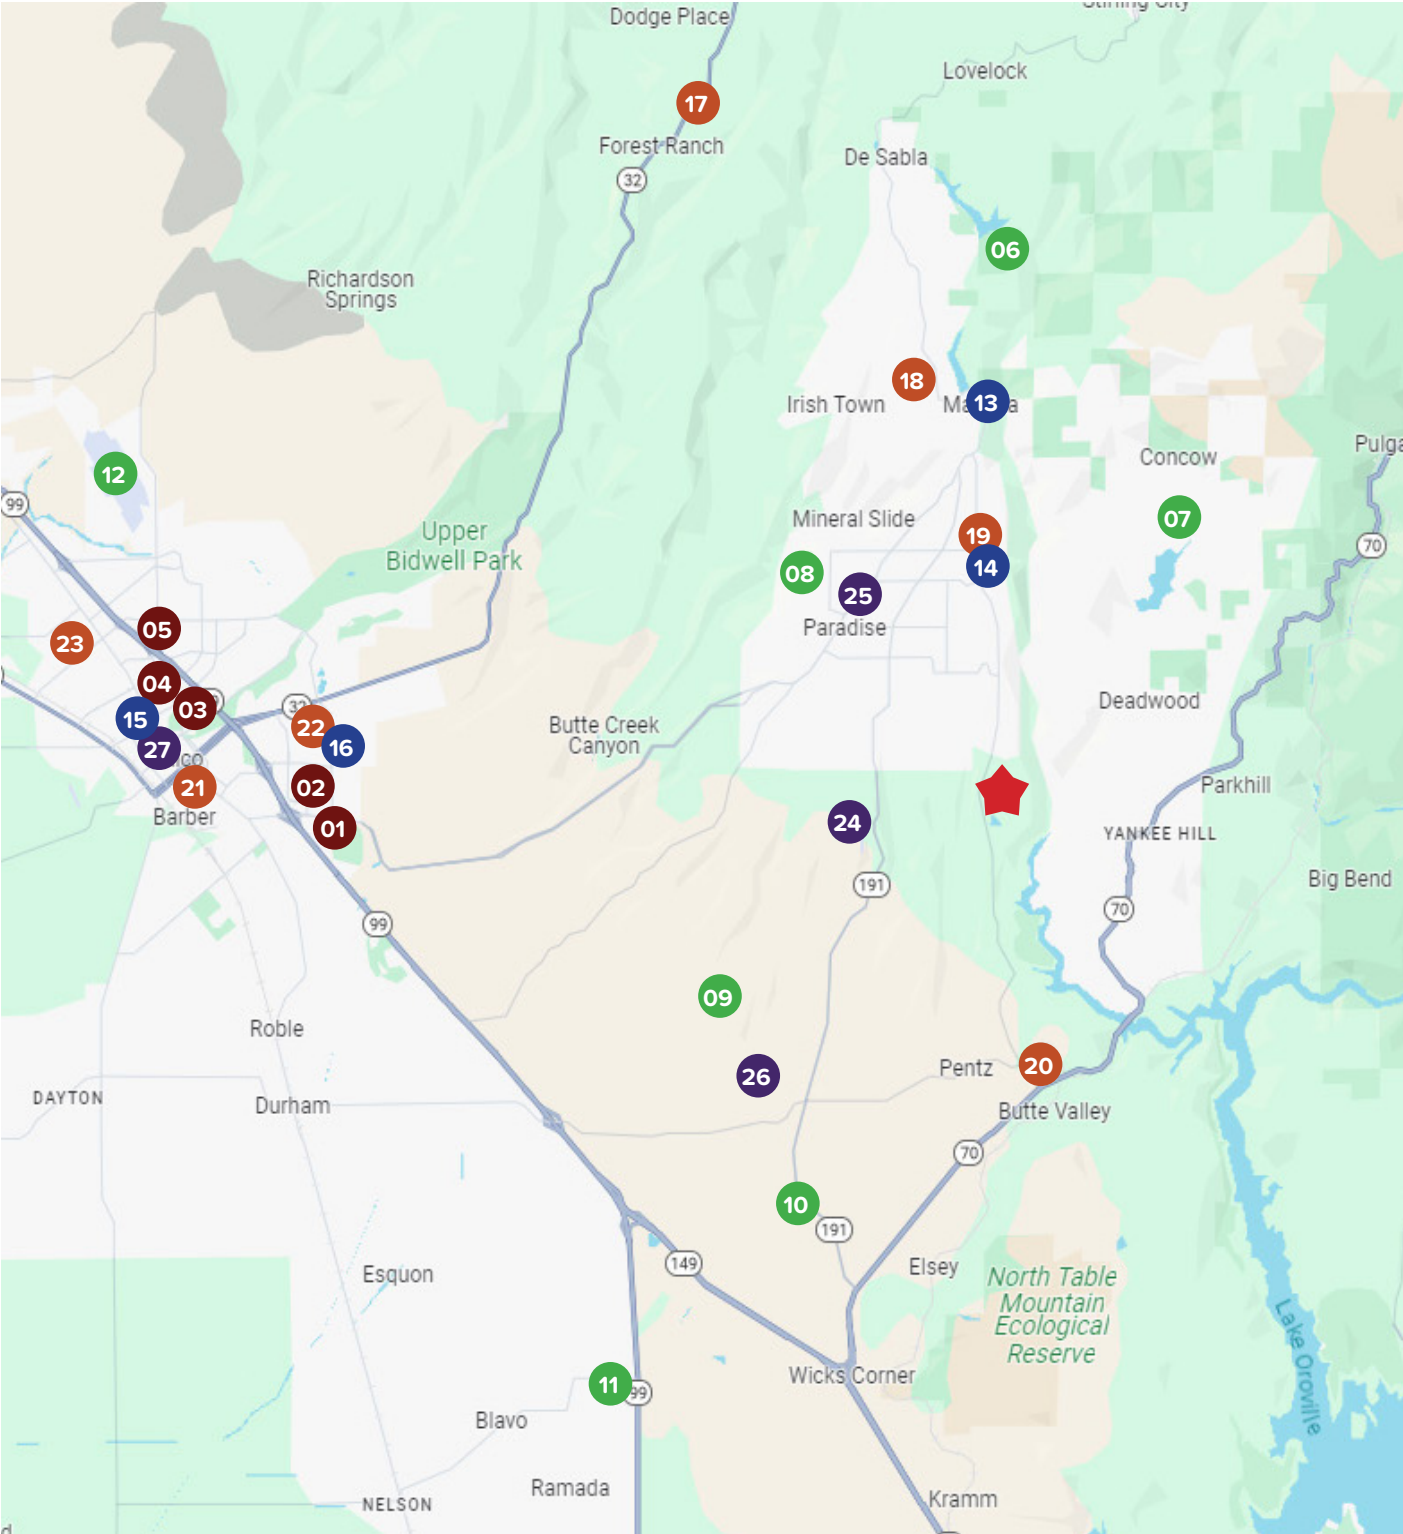 Dodge Place
Stirling City
Lovelock
17
Forest Ranch
De Sabla
32
06
Richardson
Springs
18
Irish Town
13
Concow
12
99
Mineral Slide
07
Upper
Bidwell Park
19
70
08
14
25
Paradise
05
23
04
Deadwood
03
32
15
22
Butte Creek
Canyon
27
16
21
02
Parkhill
Barber
01
24
YANKEE HILL
191
Big Bend
70
99
09
Roble
20
Pentz
26
DAYTON
Durham
Butte Valley
70
10
191
149
Esquon
Elsey
North Table
Mountain
Ecological
Reserve
Lake Oroville
Wicks Corner
11
99
Blavo
Ramada
Kramm
NELSON